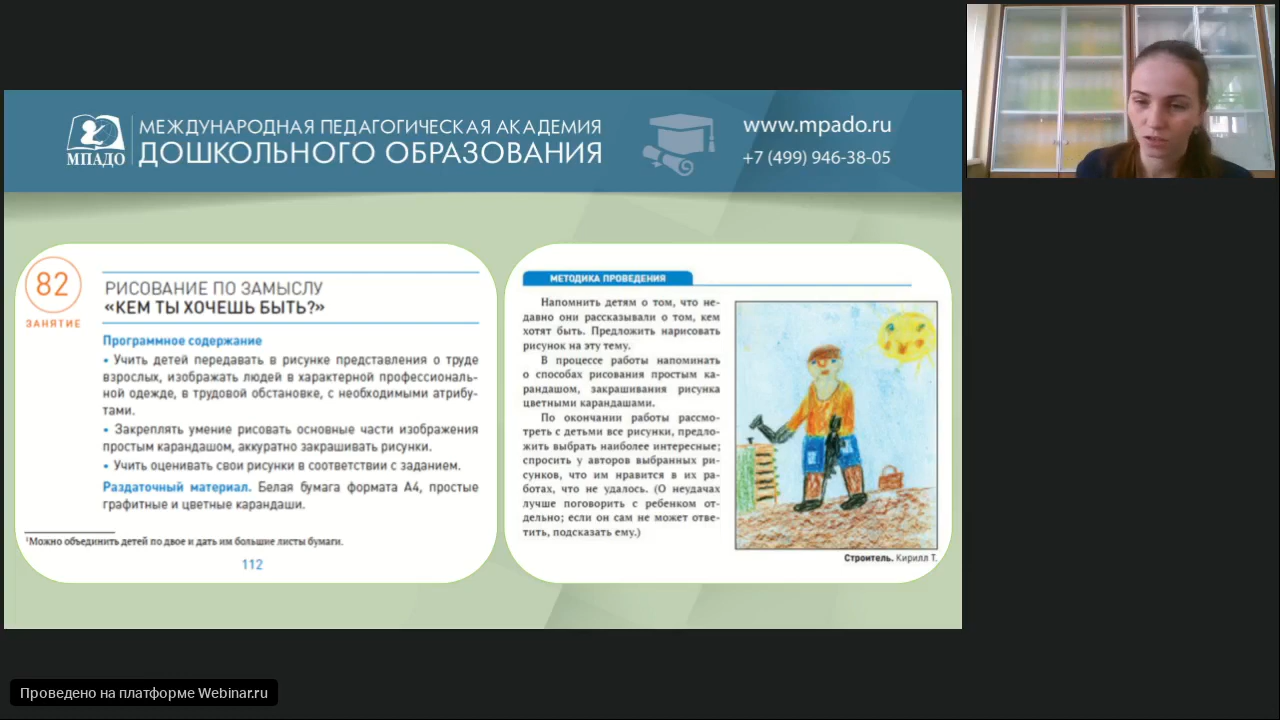 МПАДО
МЕЖДУНАРОДНАЯ ПЕДАГОГИЧЕСКАЯ АКАДЕМИЯ
ДОШКОЛЬНОГО ОБРАЗОВАНИЯ
www.mpado.ru
+7 (499) 946-38-05
82
ЗАНЯТИЕ
РИСОВАНИЕ ПО ЗАМЫСЛУ
«КЕМ ТЫ ХОЧЕШЬ БЫТЬ?»
Программное содержание
• Учить детей передавать в рисунке представления о труде
взрослых, изображать людей в характерной профессиональ-
ной одежде, в трудовой обстановке, с необходимыми атрибу-
тами.
• Закреплять умение рисовать основные части изображения
простым карандашом, аккуратно закрашивать рисунки.
• Учить оценивать свои рисунки в соответствии с заданием.
Раздаточный материал. Белая бумага формата А4, простые
графитные и цветные карандаши.
¹Можно объединить детей по двое и дать им большие листы бумаги.
112
МЕТОДИКА ПРОВЕДЕНИЯ
Напомнить детям о том, что не-
давно они рассказывали о том, кем
хотят быть. Предложить нарисовать
рисунок на эту тему.
В процессе работы напоминать
о способах рисования простым ка-
рандашом, закрашивания рисунка
цветными карандашами.
По окончании работы рассмо-
треть с детьми все рисунки, предло-
жить выбрать наиболее интересные;
спросить у авторов выбранных ри-
сунков, что им нравится в их ра-
ботах, что не удалось. (О неудачах
лучше поговорить с ребенком от-
дельно; если он сам не может отве-
тить, подсказать ему.)
Строитель. Кирилл Т.
Проведено на платформе Webinar.ru